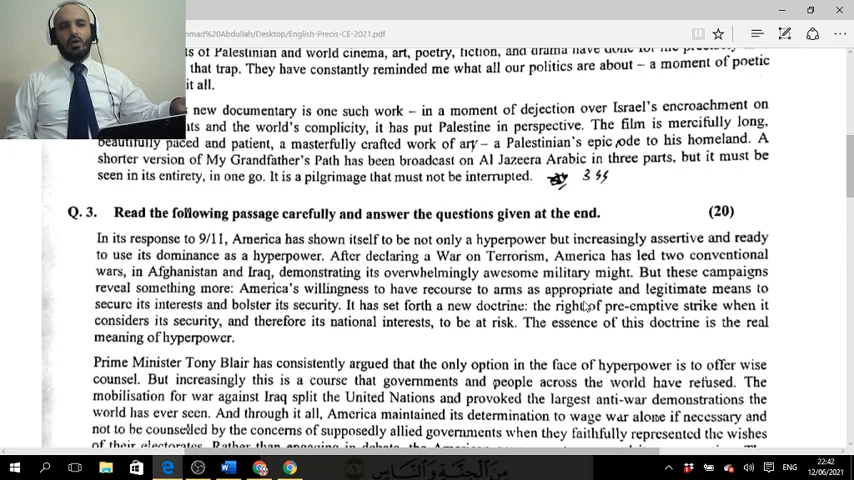 mmad%20Abdullah/Desktop/English-Precis-CE-2021.pdf
ts of Palestinian and world cinema, art, poetry, fiction, and drama have done for me
that trap. They have constantly reminded me what all our politics are about – a moment of poetic
it all.
new documentary is one such work – in a moment of dejection over Israel's encroachment on
nts and the world's complicity, it has put Palestine in perspective. The film is mercifully long,
beautifully paced and patient, a masterfully crafted work of art – a Palestinian's epic ode to his homeland. A
shorter version of My Grandfather's Path has been broadcast on Al Jazeera Arabic in three parts, but it must be
seen in its entirety, in one go. It is a pilgrimage that must not be interrupted.
Q. 3. Read the following passage carefully and answer the questions given at the end. (20)
In its response to 9/11, America has shown itself to be not only a hyperpower but increasingly assertive and ready
to use its dominance as a hyperpower. After declaring a War on Terrorism, America has led two conventional
wars, in Afghanistan and Iraq, demonstrating its overwhelmingly awesome military might. But these campaigns
reveal something more: America's willingness to have recourse to arms as appropriate and legitimate means to
secure its interests and bolster its security. It has set forth a new doctrine: the right of pre-emptive strike when it
considers its security, and therefore its national interests, to be at risk. The essence of this doctrine is the real
meaning of hyperpower.
Prime Minister Tony Blair has consistently argued that the only option in the face of hyperpower is to offer wise
counsel. But increasingly this is a course that governments and people across the world have refused. The
mobilisation for war against Iraq split the United Nations and provoked the largest anti-war demonstrations the
world has ever seen. And through it all, America maintained its determination to wage war alone if necessary and
not to be counselled by the concerns of supposedly allied governments when they faithfully represented the wishes
of their electorates. Rather than engaging in debate, the American
مِنَ الْجِنَّةِ وَالنَّاسِ
ENG
22:42
12/06/2021